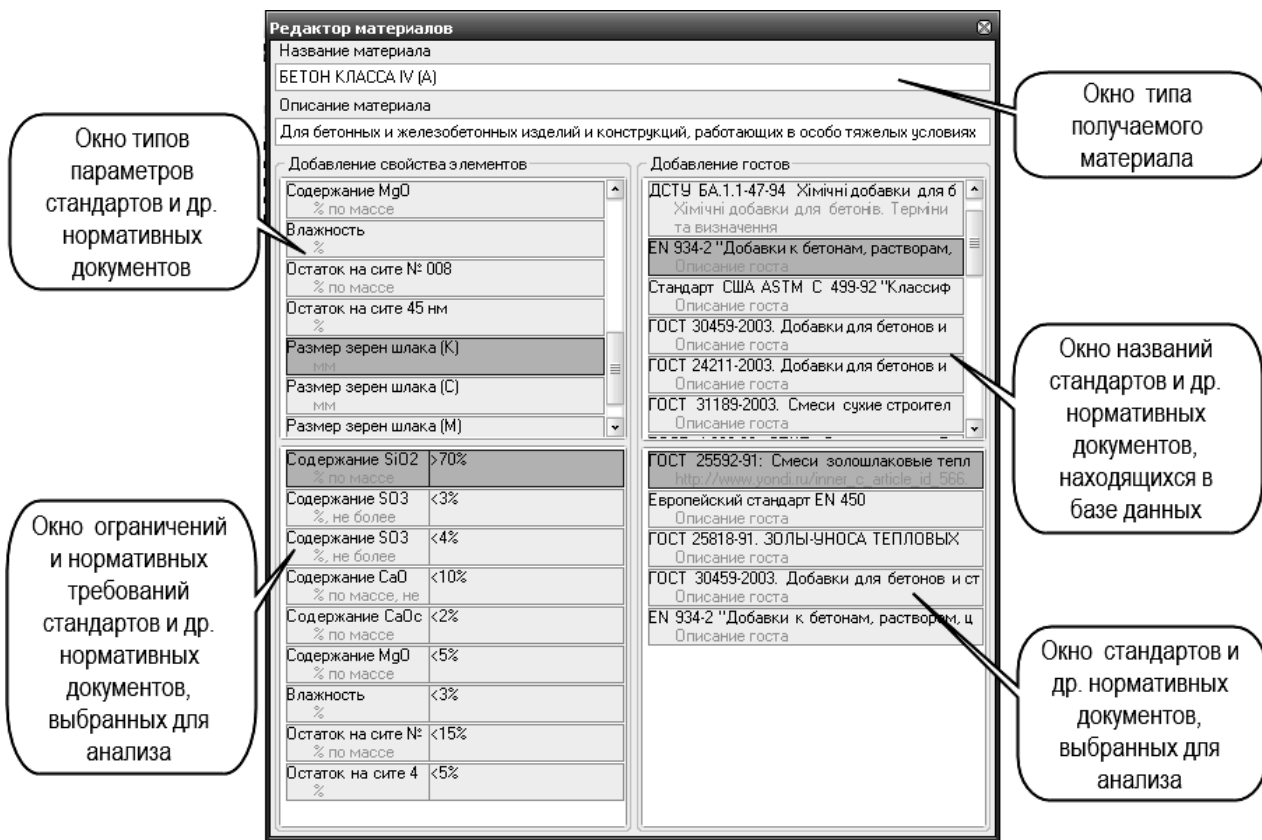 Редактор материалов
Название материала
БЕТОН КЛАССА IV (А)
Описание материала
Для бетонных и железобетонных изделий и конструкций, работающих в особо тяжелых условиях
Добавление свойства элементов
Содержание MgO
% по массе
Влажность
%
Остаток на сите № 008
% по массе
Остаток на сите 45 нм
%
Размер зерен шлака (К)
мм
Размер зерен шлака (С)
мм
Размер зерен шлака (М)
Содержание SiO2 >70%
% по массе
Содержание SO3 <3%
%, не более
Содержание SO3 <4%
%, не более
Содержание CaO <10%
% по массе, не
Содержание CaOс <2%
% по массе
Содержание MgO <5%
% по массе
Влажность <3%
%
Остаток на сите № <15%
% по массе
Остаток на сите 4 <5%
%
Добавление гостов
ДСТУ БА.1.1-47-94 Хімічні добавки для б
Хімічні добавки для бетонів. Терміни
та визначення
EN 934-2 "Добавки к бетонам, растворам,
Описание госта
Стандарт США ASTM C 499-92 "Классиф
Описание госта
ГОСТ 30459-2003. Добавки для бетонов и
Описание госта
ГОСТ 24211-2003. Добавки для бетонов и
Описание госта
ГОСТ 31189-2003. Смеси сухие строител
Описание госта
ГОСТ 25592-91: Смеси золошлаковые тепл
http://www.yondi.ru/inner_c_article_id_566.
Европейский стандарт EN 450
Описание госта
ГОСТ 25818-91. ЗОЛЫ-УНОСА ТЕПЛОВЫХ
Описание госта
ГОСТ 30459-2003. Добавки для бетонов и ст
Описание госта
EN 934-2 "Добавки к бетонам, растворам, ц
Описание госта
Окно типов
параметров
стандартов и др.
нормативных
документов
Окно ограничений
и нормативных
требований
стандартов и др.
нормативных
документов,
выбранных для
анализа
Окно типа
получаемого
материала
Окно названий
стандартов и др.
нормативных
документов,
находящихся в
базе данных
Окно стандартов и
др. нормативных
документов,
выбранных для
анализа